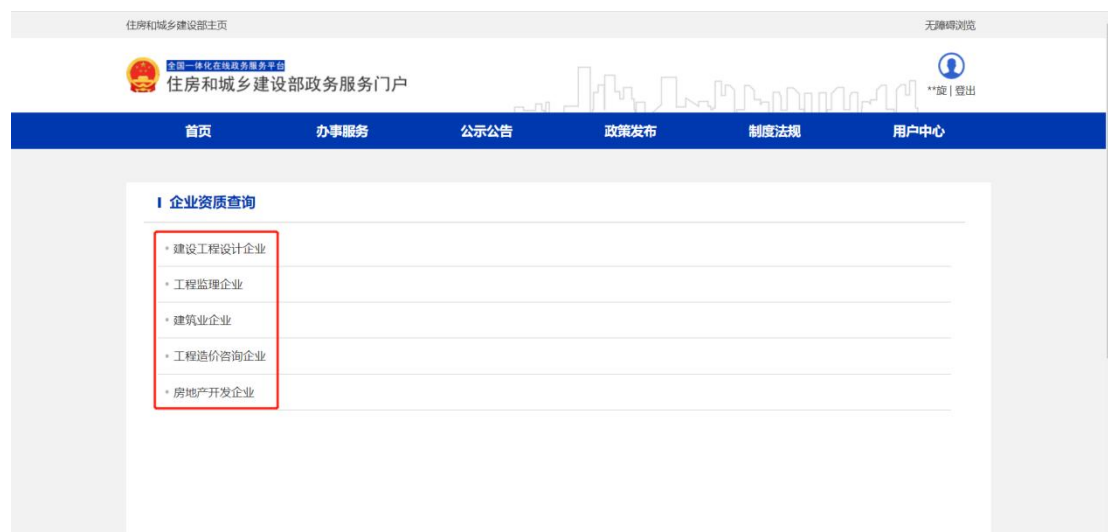 住房和城乡建设部主页 无障碍浏览
全国一体化在线政务服务平台
住房和城乡建设部政务服务门户
**旋 | 登出
首页 办事服务 公示公告 政策发布 制度法规 用户中心
企业资质查询
建设工程设计企业
工程监理企业
建筑业企业
工程造价咨询企业
房地产开发企业